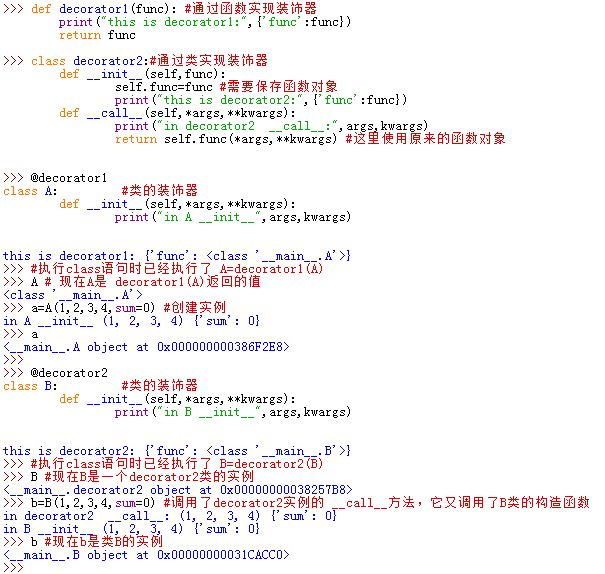 >>> def decorator1(func): #通过函数实现装饰器
        print("this is decorator1:",{'func':func})
        return func

>>> class decorator2:#通过类实现装饰器
        def __init__(self,func):
                self.func=func #需要保存函数对象
                print("this is decorator2:",{'func':func})
        def __call__(self,*args,**kwargs):
                print("in decorator2  __call__:",args,kwargs)
                return self.func(*args,**kwargs) #这里使用原来的函数对象

>>> @decorator1
class A:        #类的装饰器
        def __init__(self,*args,**kwargs):
                print("in A __init__",args,kwargs)

this is decorator1: {'func': <class '__main__.A'>}
>>> #执行class语句时已经执行了 A=decorator1(A)
>>> A # 现在A是 decorator1(A)返回的值
<class '__main__.A'>
>>> a=A(1,2,3,4,sum=0) #创建实例
in A __init__ (1, 2, 3, 4) {'sum': 0}
>>> a
<__main__.A object at 0x000000000386F2E8>
>>>
>>> @decorator2
class B:        #类的装饰器
        def __init__(self,*args,**kwargs):
                print("in B __init__",args,kwargs)

this is decorator2: {'func': <class '__main__.B'>}
>>> #执行class语句时已经执行了 B=decorator2(B)
>>> B #现在B是一个decorator2类的实例
<__main__.decorator2 object at 0x00000000038257B8>
>>> b=B(1,2,3,4,sum=0) #调用了decorator2实例的 __call__方法，它又调用了B类的构造函数
in decorator2  __call__: (1, 2, 3, 4) {'sum': 0}
in B __init__ (1, 2, 3, 4) {'sum': 0}
>>> b #现在b是类B的实例
<__main__.B object at 0x00000000031CACC0>
>>>